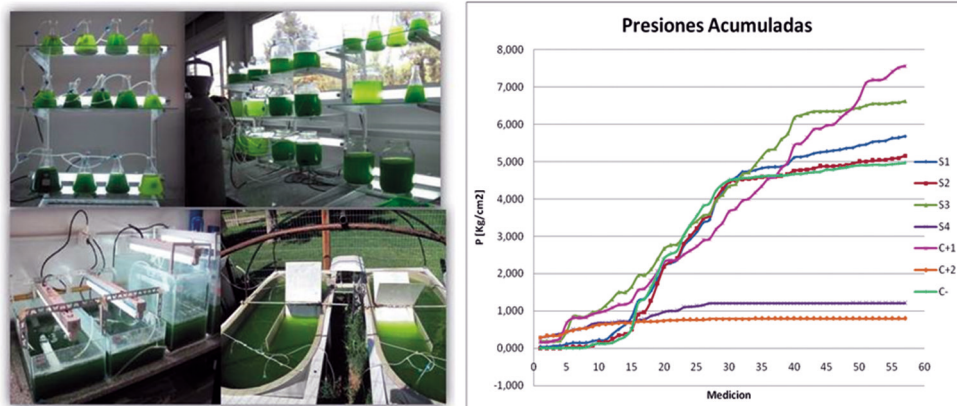 Presiones Acumuladas
P [Kg/cm2]
8,000
7,000
6,000
5,000
4,000
3,000
2,000
1,000
0,000
-1,000
0
5
10
15
20
25
30
35
40
45
50
55
60
Medicion
S1
S2
S3
S4
C+1
C+2
C-